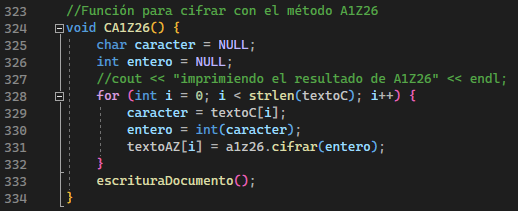 323 //Función para cifrar con el método A1Z26
324 void CA1Z26() {
325 char caracter = NULL;
326 int entero = NULL;
327 //cout << "imprimiendo el resultado de A1Z26" << endl;
328 for (int i = 0; i < strlen(textoC); i++) {
329 caracter = textoC[i];
330 entero = int(caracter);
331 textoAZ[i] = a1z26.cifrar(entero);
332 }
333 escrituraDocumento();
334 }